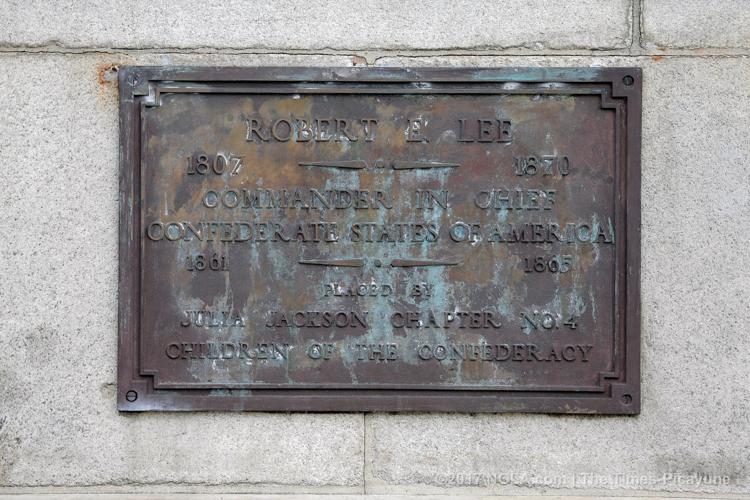 ROBERT E. LEE
1807 1870
COMMANDER IN CHIEF
CONFEDERATE STATES OF AMERICA
1861 1865
PLACED BY
JULIA JACKSON CHAPTER NO. 4
CHILDREN OF THE CONFEDERACY
©2017 NOLA.com | The Times-Picayune